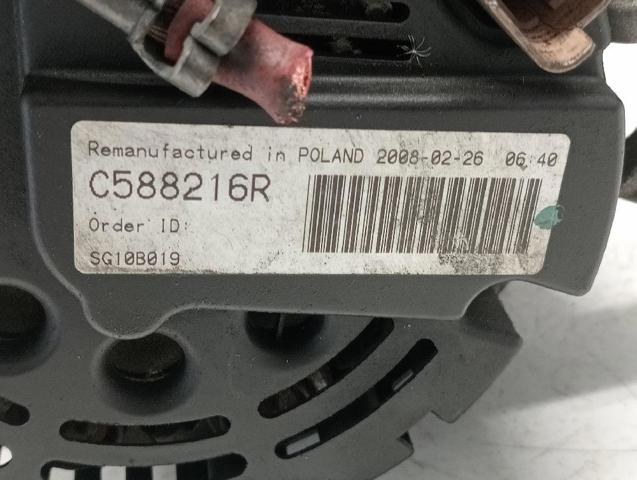 Remanufactured in POLAND 2008-02-26 06:40
C588216R
Order ID:
SG10B019